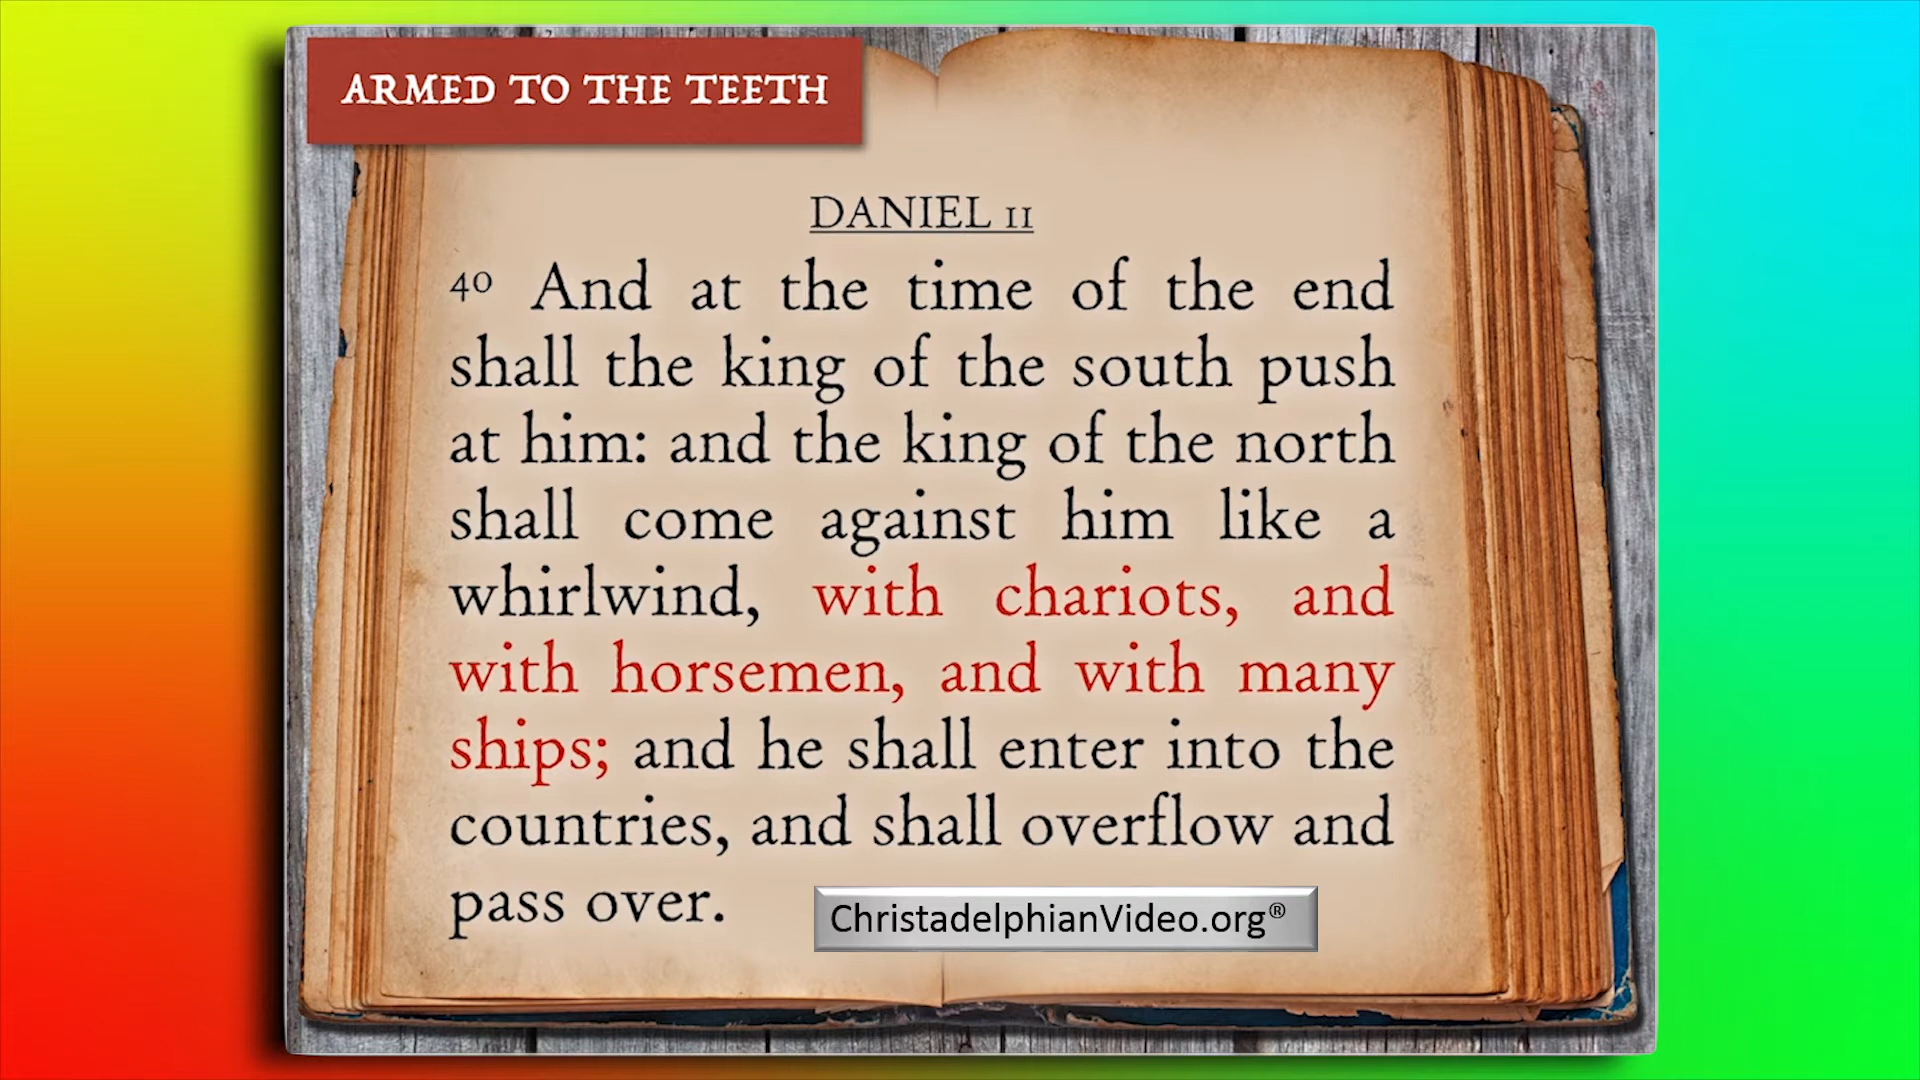 ARMED TO THE TEETH
DANIEL 11
40 And at the time of the end
shall the king of the south push
at him: and the king of the north
shall come against him like a
whirlwind, with chariots, and
with horsemen, and with many
ships; and he shall enter into the
countries, and shall overflow and
pass over.
ChristadelphianVideo.org®